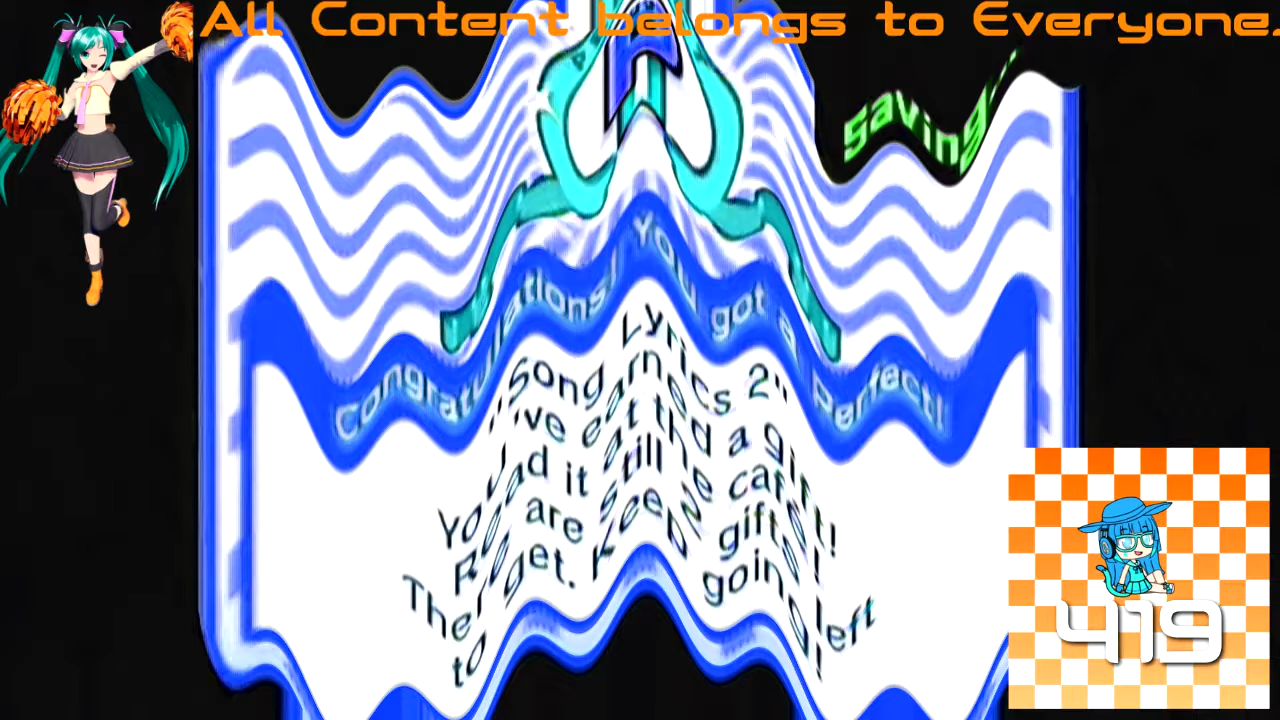 All Content belongs to Everyone.
Saving...
Congratulations! You got a Perfect!
"Song Lyrics 2"
You've earned a gift!
Read it at the café!
There are still 2 gifts left
to get. Keep going!
419